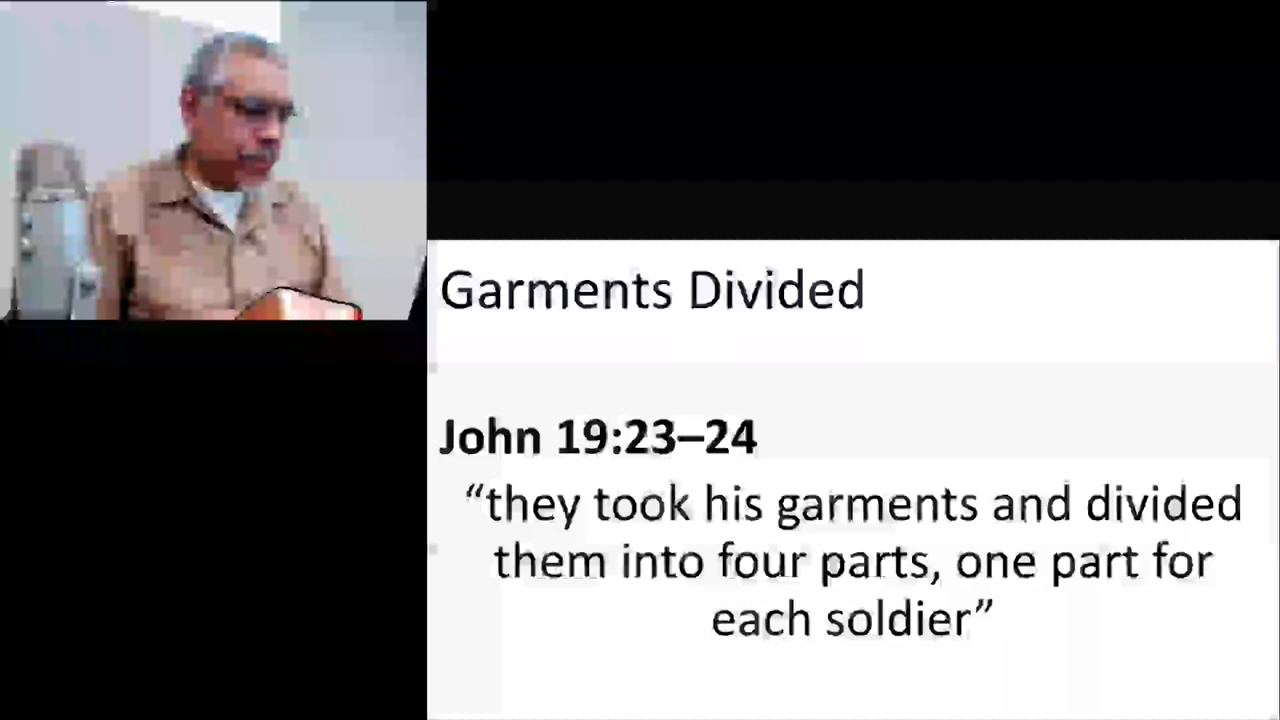 Garments Divided
John 19:23–24
“they took his garments and divided
them into four parts, one part for
each soldier”